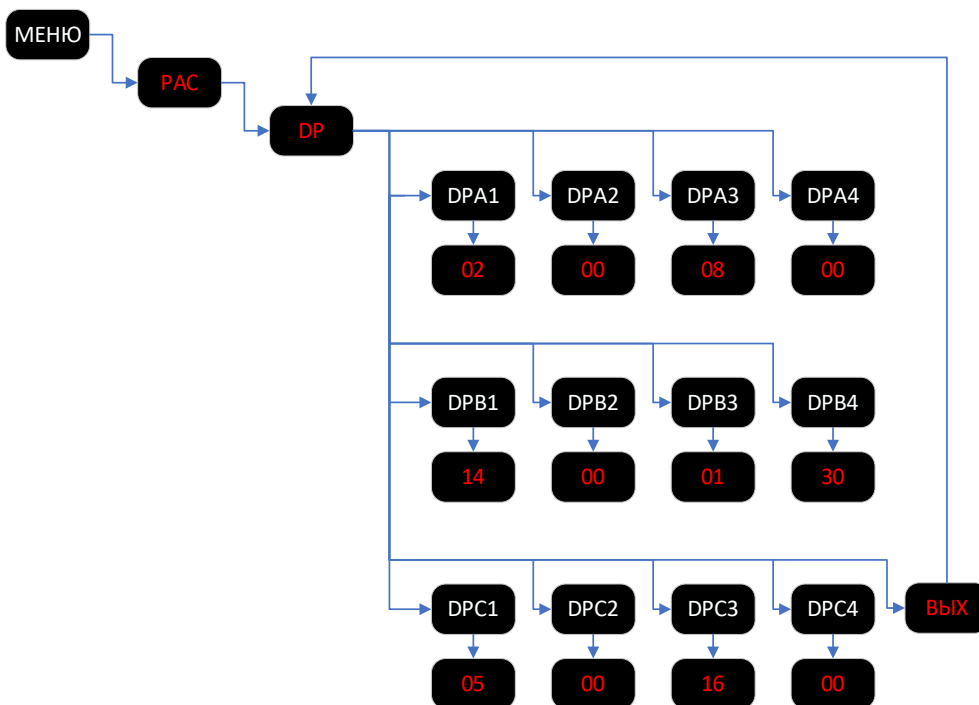 МЕНЮ
РАС
DP
DPA1 DPA2 DPA3 DPA4
02 00 08 00
DPB1 DPB2 DPB3 DPB4
14 00 01 30
DPC1 DPC2 DPC3 DPC4 ВЫХ
05 00 16 00